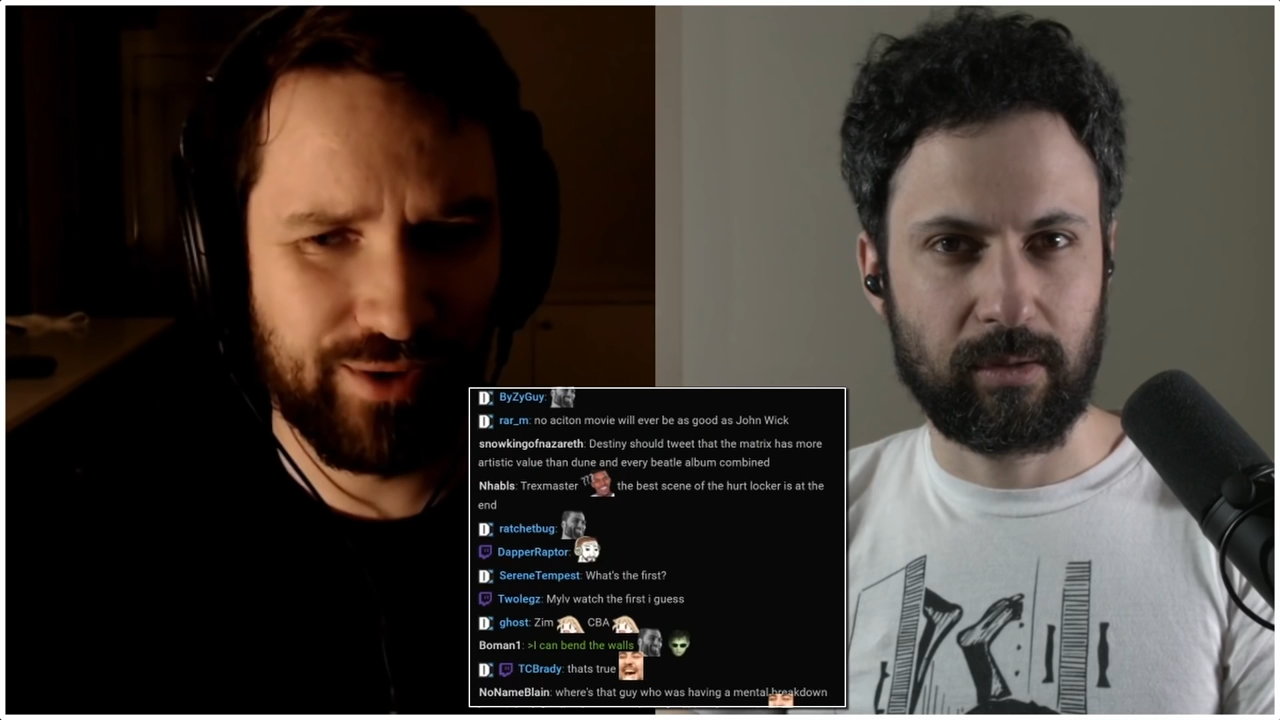 ByZyGuy:
rar_m: no aciton movie will ever be as good as John Wick
snowkingofnazareth: Destiny should tweet that the matrix has more
artistic value than dune and every beatle album combined
Nhabls: Trexmaster ??? the best scene of the hurt locker is at the
end
ratchetbug:
DapperRaptor:
SereneTempest: What's the first?
Twolegz: Mylv watch the first i guess
ghost: Zim CBA
Boman1: >I can bend the walls
TCBrady: thats true
NoNameBlain: where's that guy who was having a mental breakdown